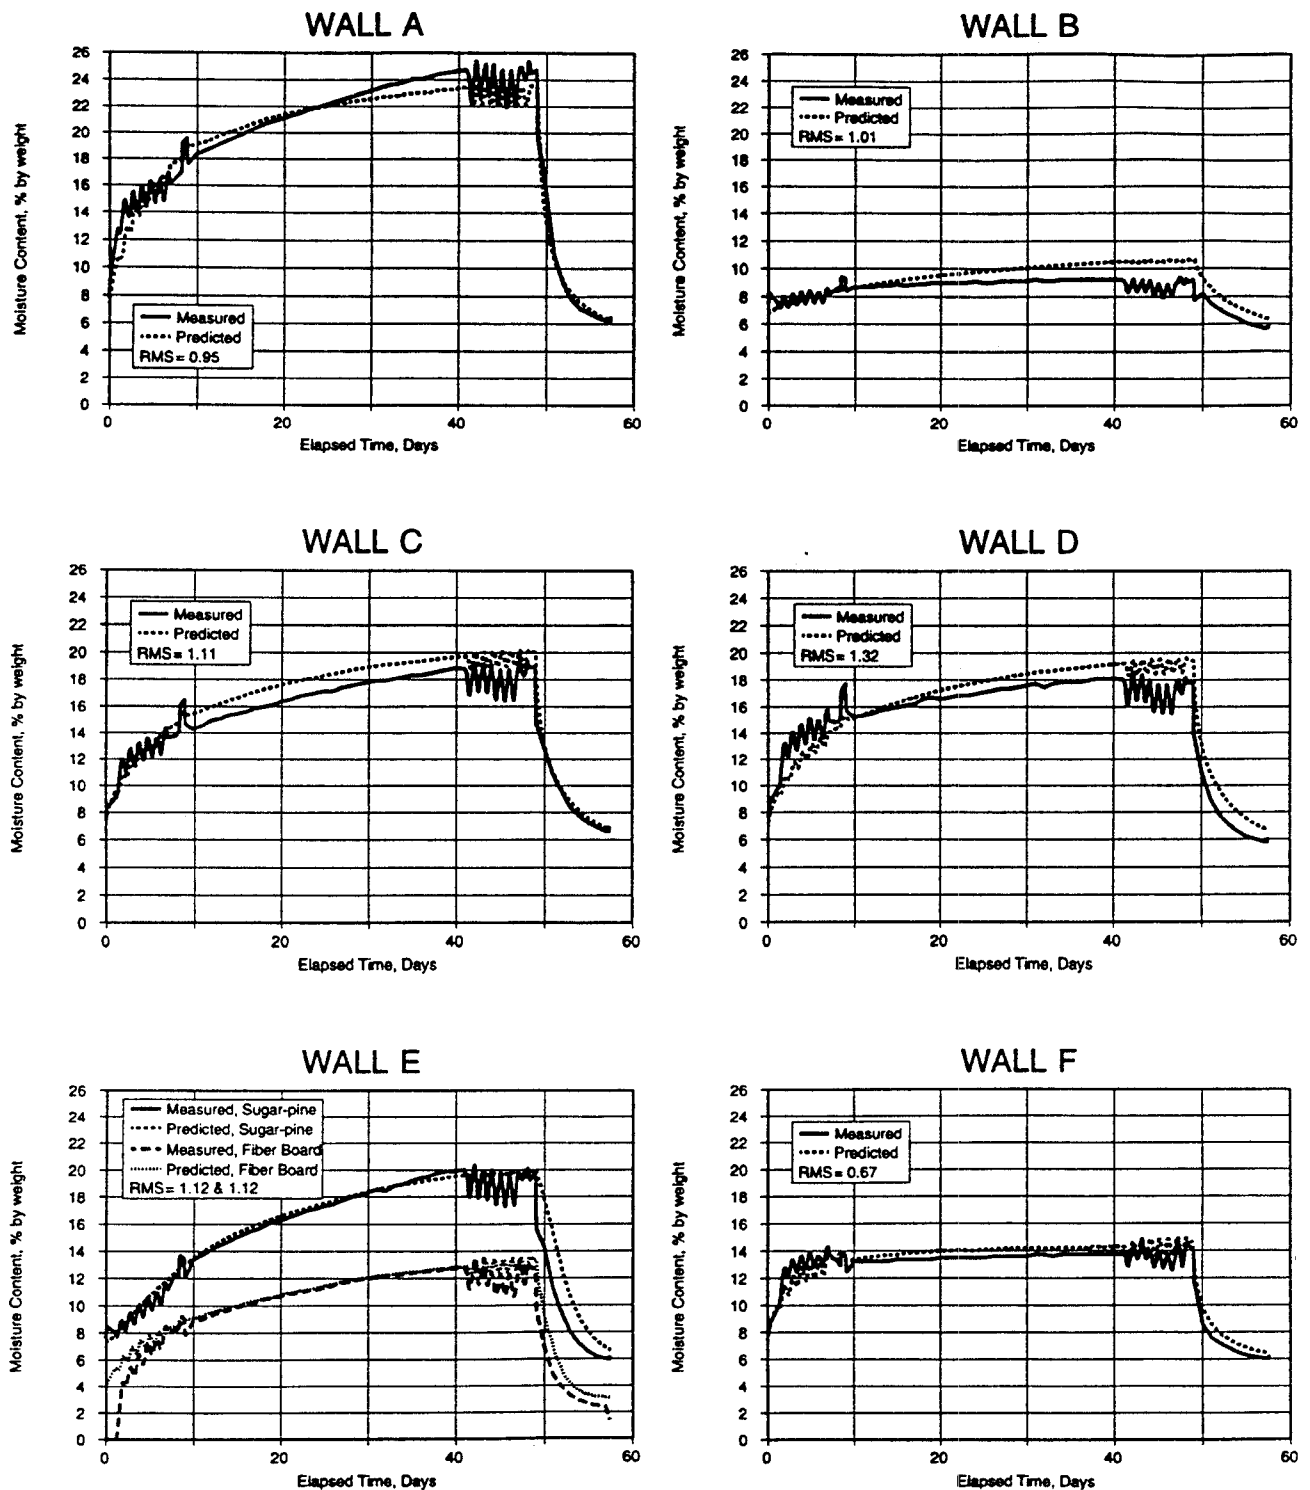 WALL A
26
24
22
20
18
16
14
12
10
8
6
4
2
0
Moisture Content, % by weight
Measured
Predicted
RMS = 0.95
0
20
40
60
Elapsed Time, Days
WALL B
26
24
22
20
18
16
14
12
10
8
6
4
2
0
Moisture Content, % by weight
Measured
Predicted
RMS = 1.01
0
20
40
60
Elapsed Time, Days
WALL C
26
24
22
20
18
16
14
12
10
8
6
4
2
0
Moisture Content, % by weight
Measured
Predicted
RMS = 1.11
0
20
40
60
Elapsed Time, Days
WALL D
26
24
22
20
18
16
14
12
10
8
6
4
2
0
Moisture Content, % by weight
Measured
Predicted
RMS = 1.32
0
20
40
60
Elapsed Time, Days
WALL E
26
24
22
20
18
16
14
12
10
8
6
4
2
0
Moisture Content, % by weight
Measured, Sugar-pine
Predicted, Sugar-pine
Measured, Fiber Board
Predicted, Fiber Board
RMS = 1.12 & 1.12
0
20
40
60
Elapsed Time, Days
WALL F
26
24
22
20
18
16
14
12
10
8
6
4
2
0
Moisture Content, % by weight
Measured
Predicted
RMS = 0.67
0
20
40
60
Elapsed Time, Days